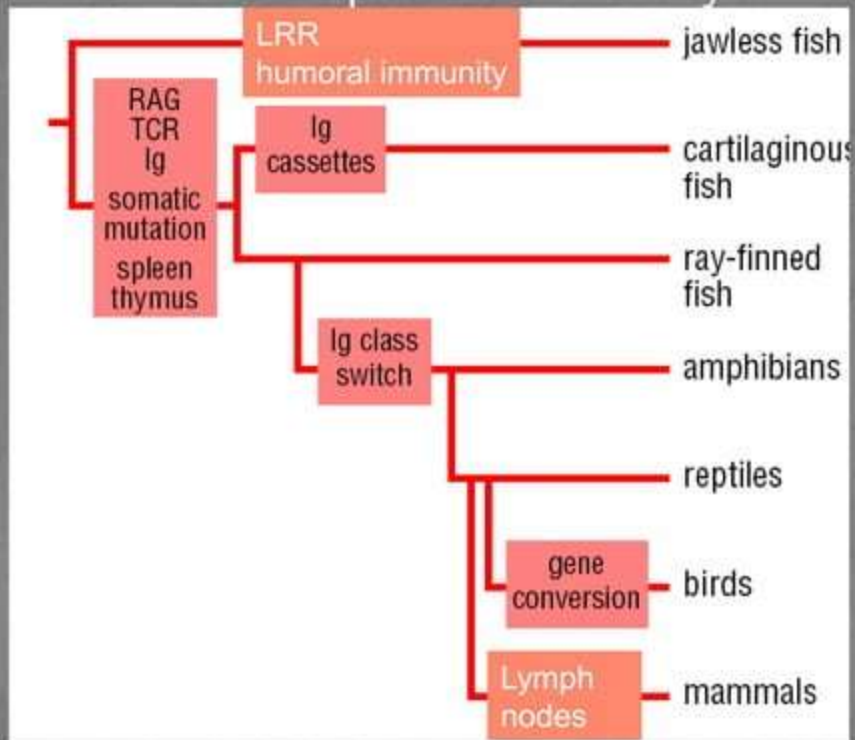 LRR
humoral immunity
jawless fish
RAG
TCR
Ig
somatic
mutation
spleen
thymus
Ig
cassettes
cartilaginous
fish
ray-finned
fish
Ig class
switch
amphibians
reptiles
gene
conversion
birds
Lymph
nodes
mammals